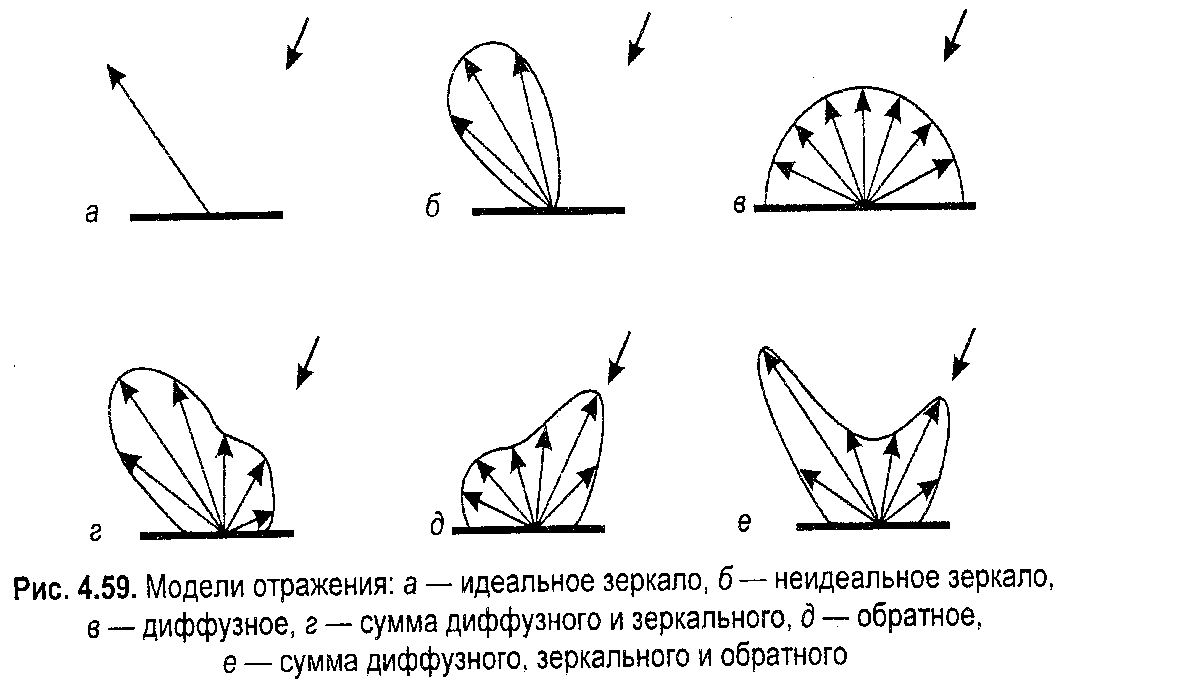 а
б
в
г
д
е
Рис. 4.59. Модели отражения: а — идеальное зеркало, б — неидеальное зеркало,
в — диффузное, г — сумма диффузного и зеркального, д — обратное,
е — сумма диффузного, зеркального и обратного